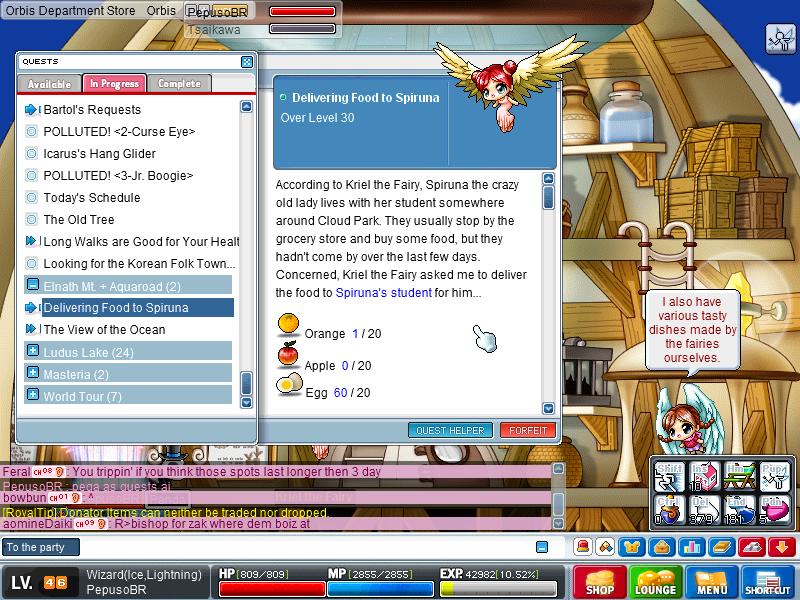 Orbis Department Store Orbis
PepusoBR
Tsaikawa
QUESTS
Available
In Progress
Complete
Bartol's Requests
POLLUTED! <2-Curse Eye>
Icarus's Hang Glider
POLLUTED! <3-Jr. Boogie>
Today's Schedule
The Old Tree
Long Walks are Good for Your Healt
Looking for the Korean Folk Town...
Elnath Mt. + Aquaroad (2)
Delivering Food to Spiruna
The View of the Ocean
Ludus Lake (24)
Masteria (2)
World Tour (7)
Delivering Food to Spiruna
Over Level 30
According to Kriel the Fairy, Spiruna the crazy
old lady lives with her student somewhere
around Cloud Park. They usually stop by the
grocery store and buy some food, but they
hadn't come by over the last few days.
Concerned, Kriel the Fairy asked me to deliver
the food to Spiruna's student for him...
Orange 1 / 20
Apple 0 / 20
Egg 60 / 20
QUEST HELPER
FORFEIT
I also have
various tasty
dishes made by
the fairies
ourselves.
Feral CH08 : You trippin' if you think those spots last longer then 3 day
PepusoBR : pega as quests ai
bowbun CH01 : ^
Kriel the Fairy
[RoyalTip] Donator Items can neither be traded nor dropped.
aomineDaiki CH09 : R>bishop for zak where dem boiz at
To the party
LV. 46
Wizard(Ice,Lightning)
PepusoBR
HP[809/809]
MP[2855/2855]
EXP 42982[10.52%]
SHOP
LOUNGE
MENU
SHORTCUT